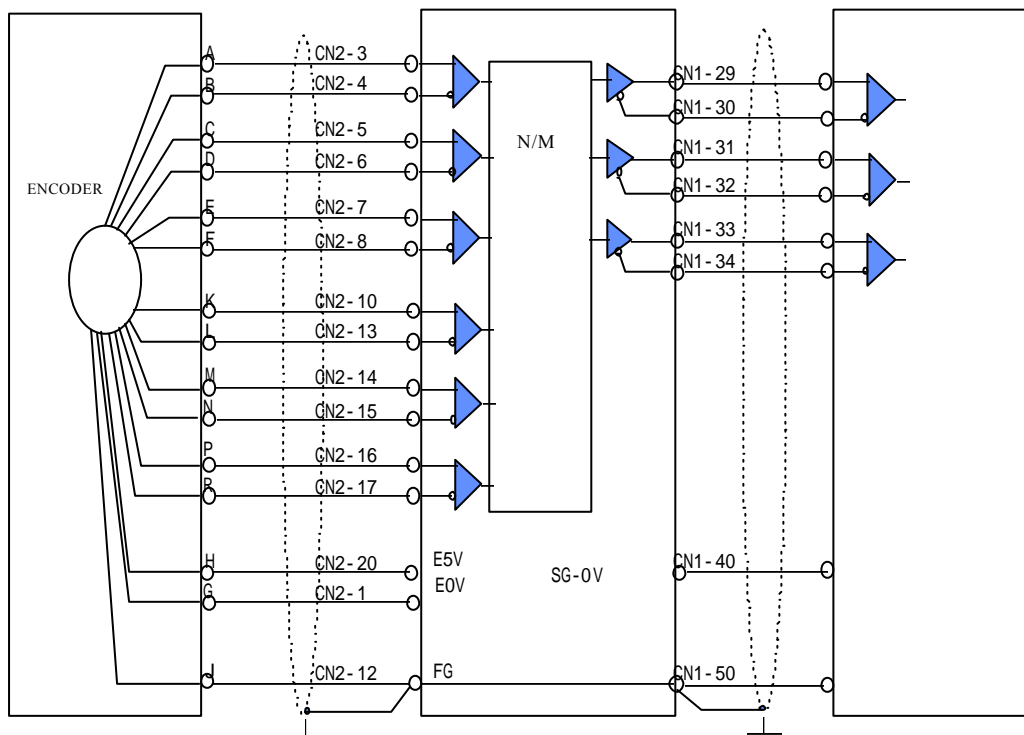 A CN2-3 CN1-29
B CN2-4 CN1-30
C CN2-5 N/M CN1-31
D CN2-6 CN1-32
ENCODER
E CN2-7 CN1-33
F CN2-8 CN1-34
K CN2-10
L CN2-13
M CN2-14
N CN2-15
P CN2-16
R CN2-17
H CN2-20 E5V SG-0V CN1-40
G CN2-1 E0V
J CN2-12 FG CN1-50